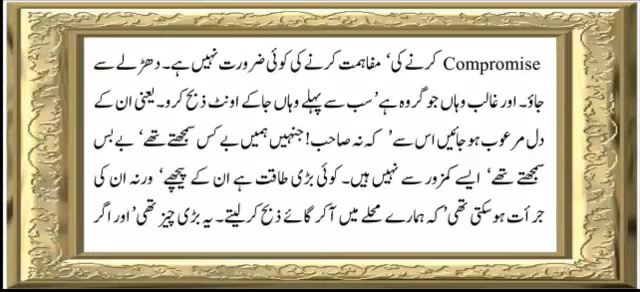 Compromise کرنے کی‘ مفاہمت کرنے کی کوئی ضرورت نہیں ہے۔ دھڑلے سے
جاؤ۔ اور غالب وہاں جو گروہ ہے‘ سب سے پہلے وہاں جاکے اونٹ ذبح کرو۔ یعنی ان کے
دل مرعوب ہو جائیں اس سے‘ کہ نہ صاحب! جنہیں ہمیں بے کس سمجھتے تھے‘ بے بس
سمجھتے تھے‘ ایسے کمزور سے نہیں ہیں۔ کوئی بڑی طاقت ہے ان کے پیچھے‘ ورنہ ان کی
جرأت ہوسکتی تھی‘ کہ ہمارے محلے میں آکر گائے ذبح کرلیتے۔ یہ بڑی چیز تھی‘ اور اگر